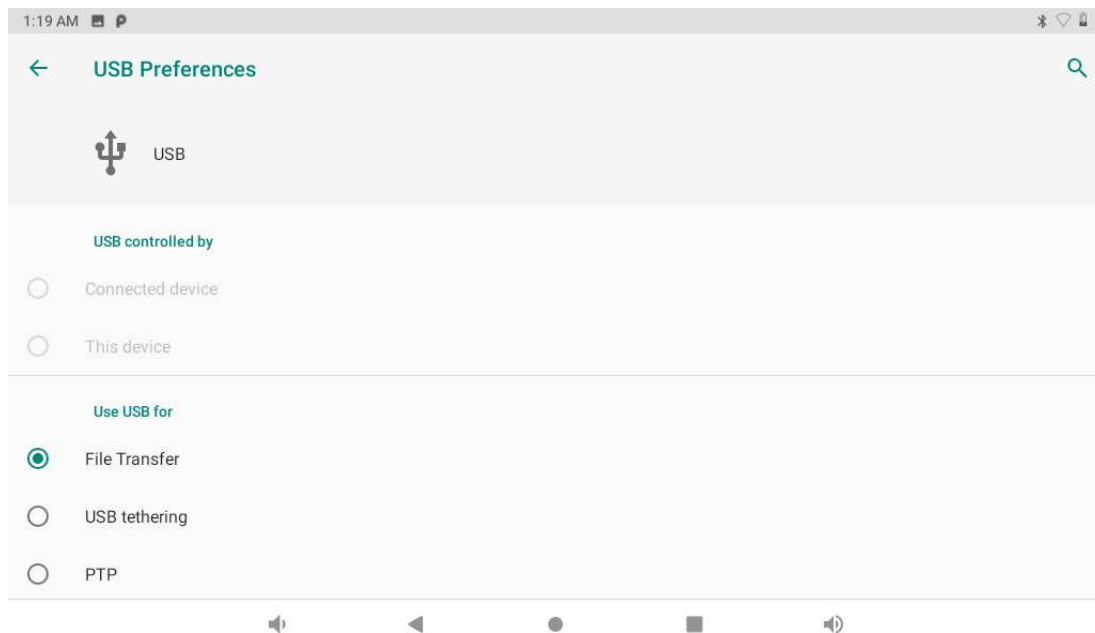 1:19 AM
USB Preferences
USB
USB controlled by
Connected device
This device
Use USB for
File Transfer
USB tethering
PTP